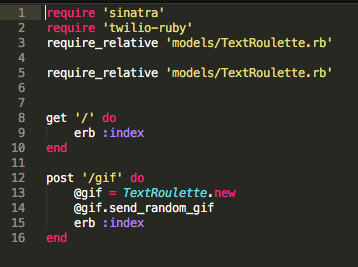 1 require 'sinatra'
2 require 'twilio-ruby'
3 require_relative 'models/TextRoulette.rb'
4
5 require_relative 'models/TextRoulette.rb'
6
7
8 get '/' do
9     erb :index
10 end
11
12 post '/gif' do
13     @gif = TextRoulette.new
14     @gif.send_random_gif
15     erb :index
16 end